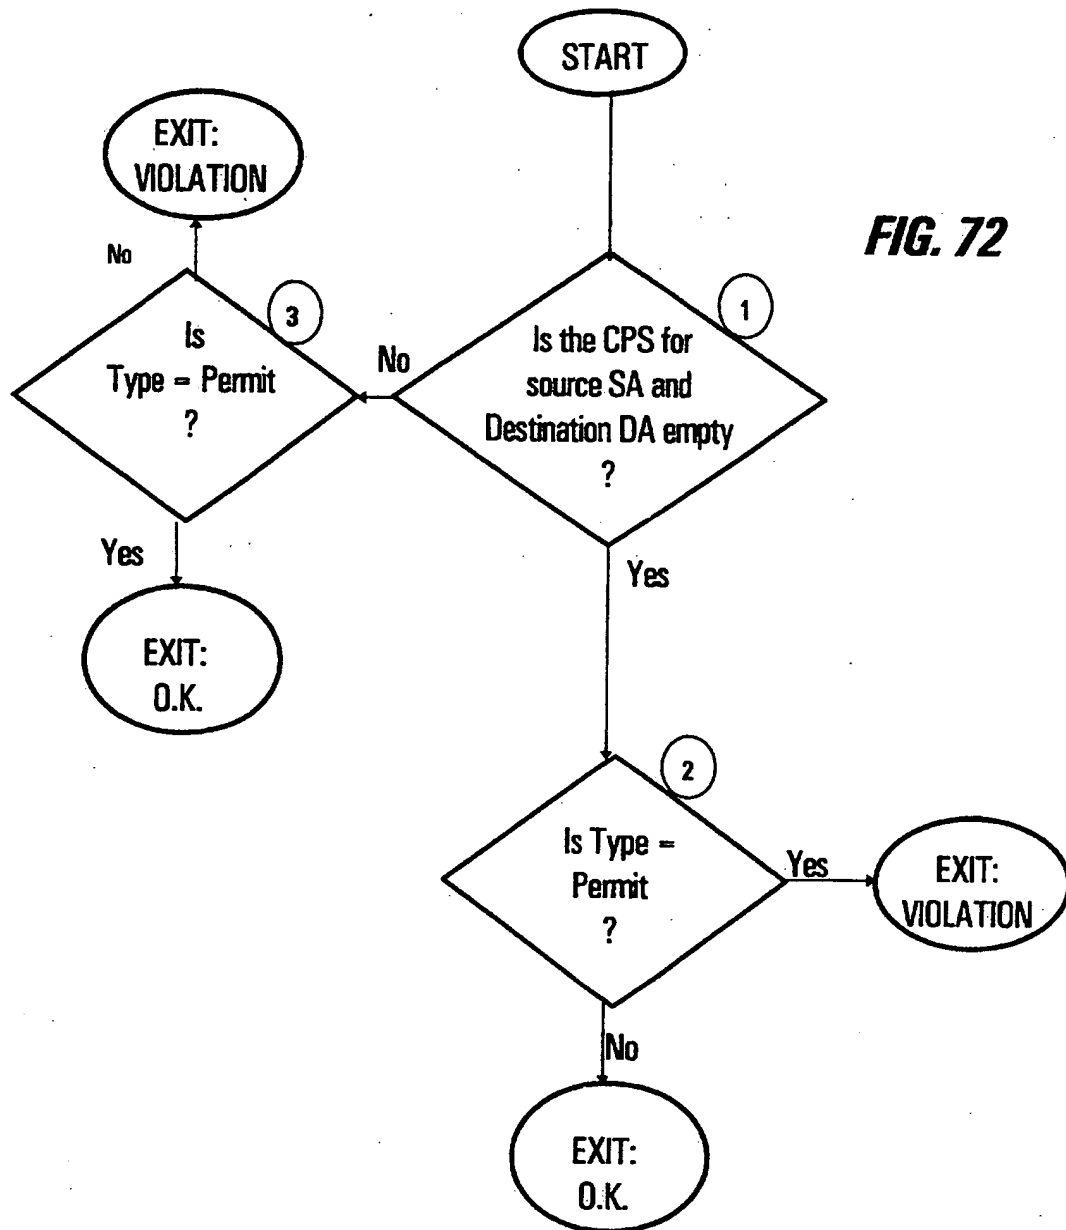 START
EXIT:
VIOLATION
FIG. 72
No
3
1
Is
Type = Permit
?
No
Is the CPS for
source SA and
Destination DA empty
?
Yes
Yes
EXIT:
O.K.
2
Is Type =
Permit
?
Yes
EXIT:
VIOLATION
No
EXIT:
O.K.